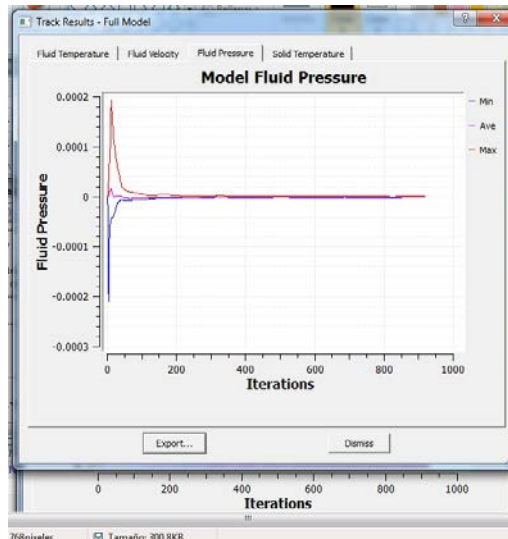 Track Results - Full Model
Fluid Temperature Fluid Velocity Fluid Pressure Solid Temperature
Model Fluid Pressure
0.0002
0.0001
0
-0.0001
-0.0002
-0.0003
Fluid Pressure
Min
Ave
Max
0 200 400 600 800 1000
Iterations
Export... Dismiss
0 200 400 600 800 1000
Iterations
768píxeles Tamaño: 300.8KB